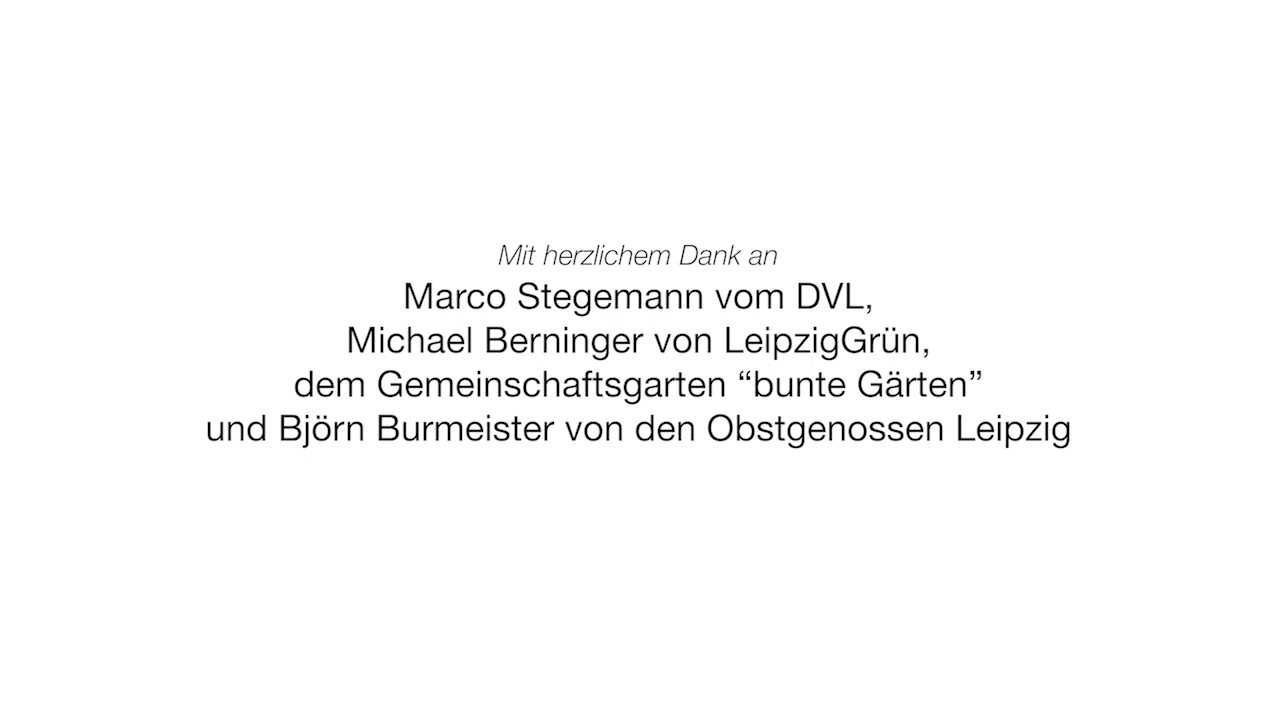 Mit herzlichem Dank an
Marco Stegemann vom DVL,
Michael Berninger von LeipzigGrün,
dem Gemeinschaftsgarten “bunte Gärten”
und Björn Burmeister von den Obstgenossen Leipzig